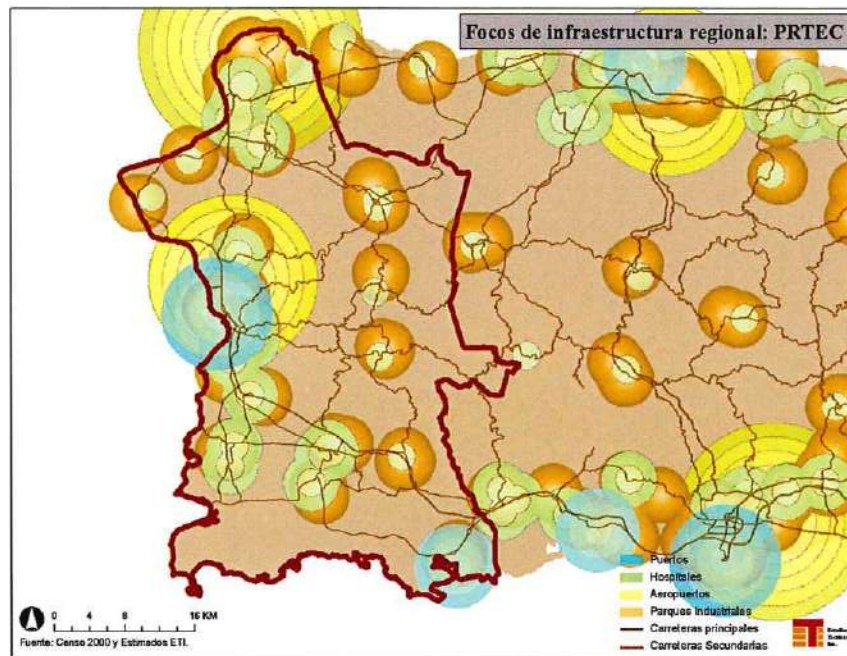 Focos de infraestructura regional: PRTEC
Puertos
Hospitales
Aeropuertos
Parques Industriales
Carreteras principales
Carreteras Secundarias
0 4 8 16 KM
Fuente: Censo 2000 y Estimados ETI.